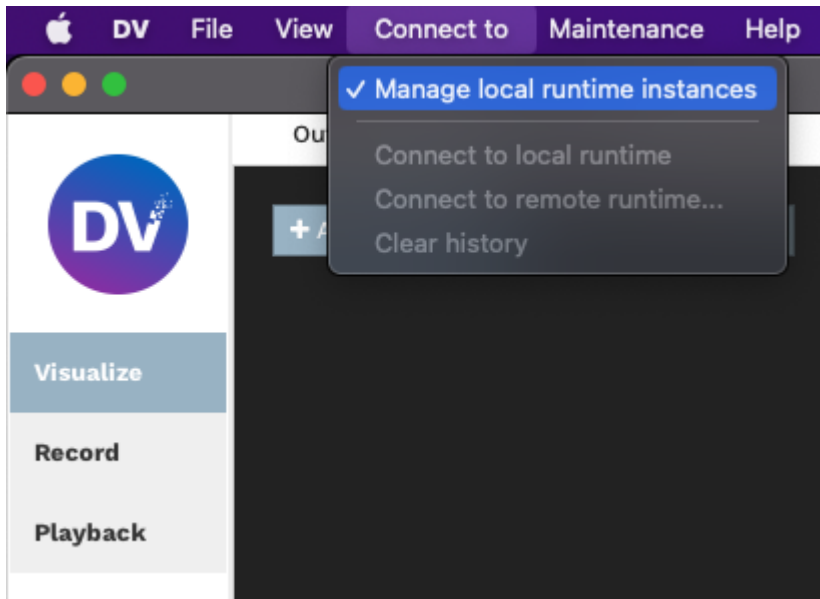 DV File View Connect to Maintenance Help
✓ Manage local runtime instances
Ou
Connect to local runtime
Connect to remote runtime...
+ A
Clear history
DV
Visualize
Record
Playback